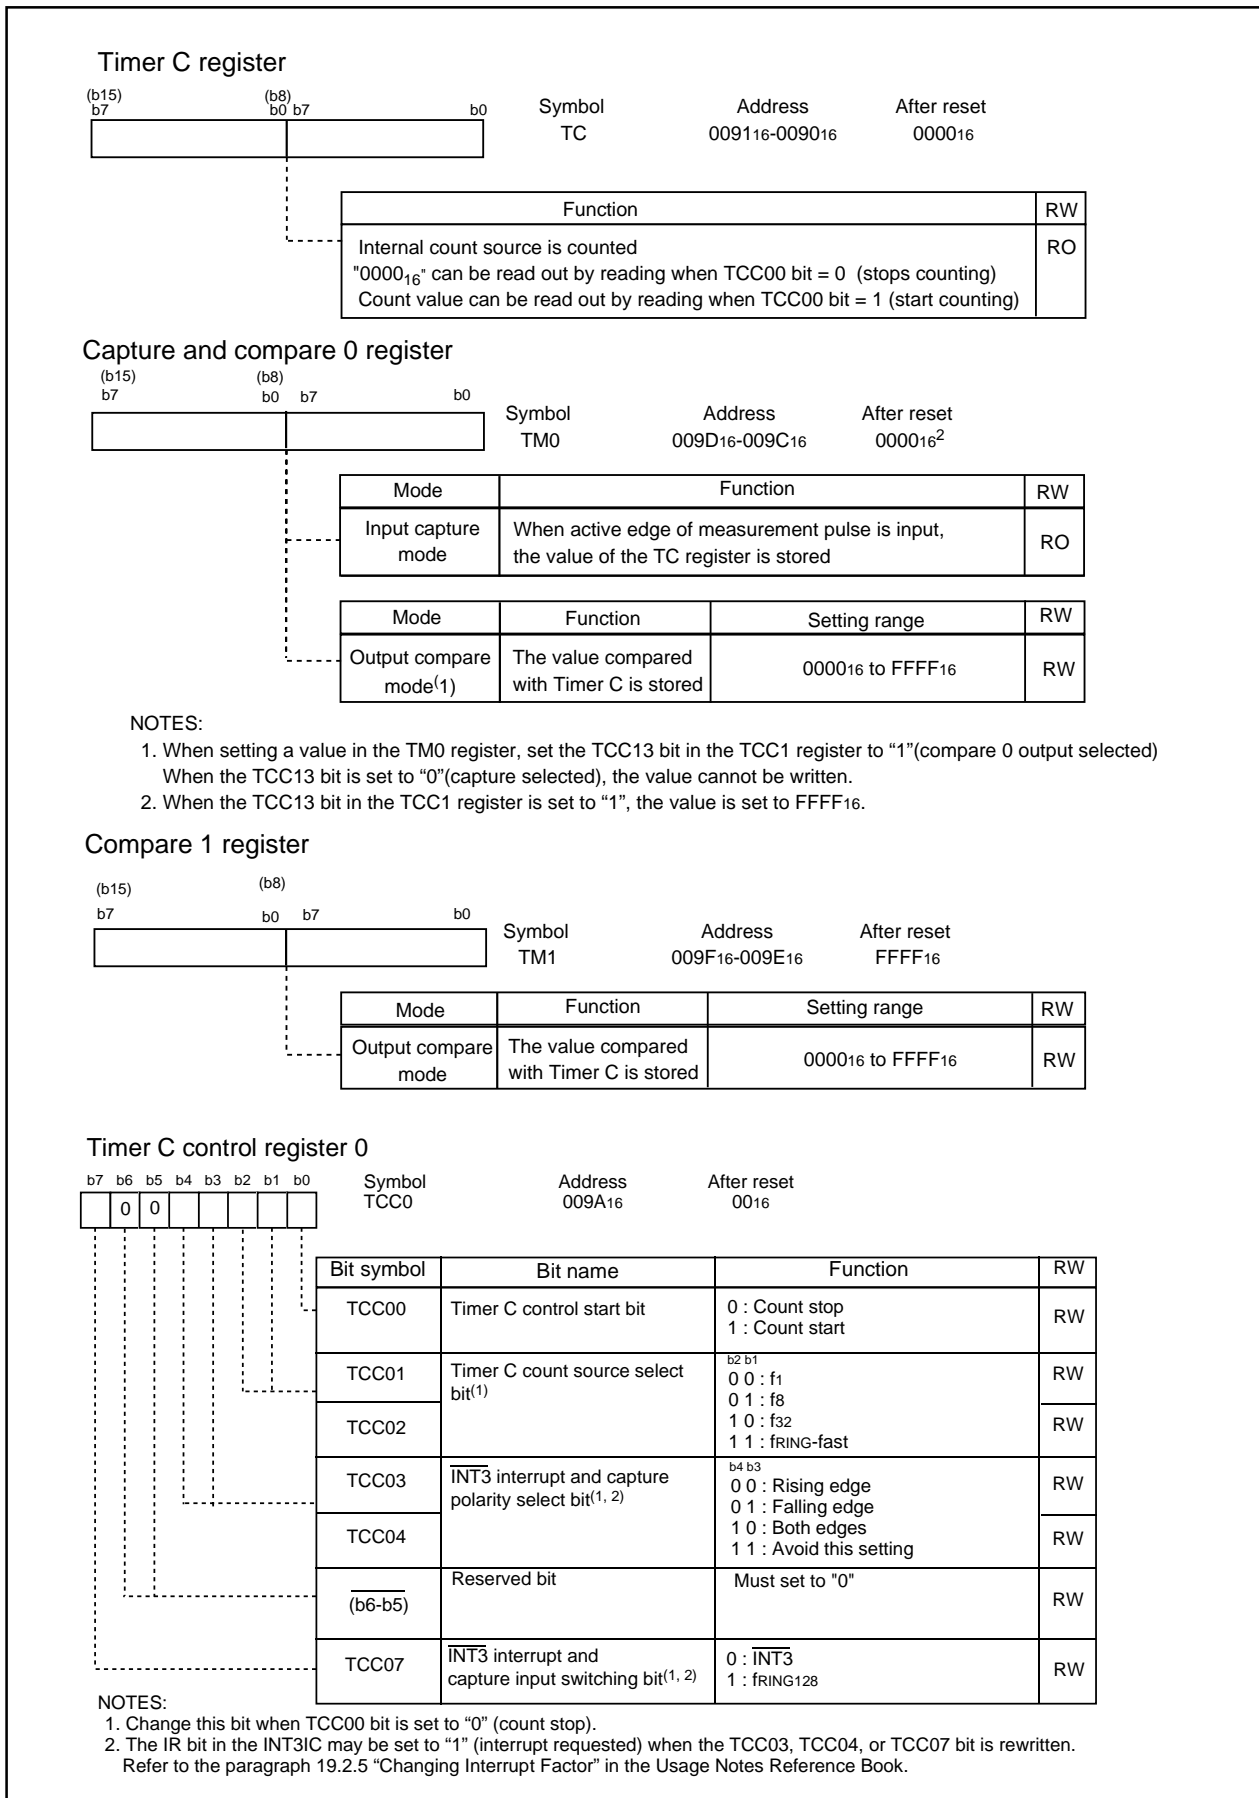 Timer C register
(b15) (b8)
b7 b0 b7 b0
Symbol Address After reset
TC 009116-009016 000016
Function RW
Internal count source is counted RO
"000016" can be read out by reading when TCC00 bit = 0 (stops counting)
Count value can be read out by reading when TCC00 bit = 1 (start counting)
Capture and compare 0 register
(b15) (b8)
b7 b0 b7 b0
Symbol Address After reset
TM0 009D16-009C16 0000162
Mode Function RW
Input capture mode When active edge of measurement pulse is input, RO
the value of the TC register is stored
Mode Function Setting range RW
Output compare The value compared 000016 to FFFF16 RW
mode(1) with Timer C is stored
NOTES:
1. When setting a value in the TM0 register, set the TCC13 bit in the TCC1 register to “1”(compare 0 output selected)
When the TCC13 bit is set to “0”(capture selected), the value cannot be written.
2. When the TCC13 bit in the TCC1 register is set to “1”, the value is set to FFFF16.
Compare 1 register
(b15) (b8)
b7 b0 b7 b0
Symbol Address After reset
TM1 009F16-009E16 FFFF16
Mode Function Setting range RW
Output compare The value compared 000016 to FFFF16 RW
mode with Timer C is stored
Timer C control register 0
b7 b6 b5 b4 b3 b2 b1 b0
0 0
Symbol Address After reset
TCC0 009A16 0016
Bit symbol Bit name Function RW
TCC00 Timer C control start bit 0 : Count stop RW
1 : Count start
b2 b1
TCC01 Timer C count source select 0 0 : f1 RW
bit(1) 0 1 : f8
TCC02 1 0 : f32 RW
1 1 : fRING-fast
b4 b3
TCC03 INT3 interrupt and capture 0 0 : Rising edge RW
polarity select bit(1, 2) 0 1 : Falling edge
TCC04 1 0 : Both edges RW
1 1 : Avoid this setting
(b6-b5) Reserved bit Must set to "0" RW
TCC07 INT3 interrupt and 0 : INT3 RW
capture input switching bit(1, 2) 1 : fRING128
NOTES:
1. Change this bit when TCC00 bit is set to “0” (count stop).
2. The IR bit in the INT3IC may be set to “1” (interrupt requested) when the TCC03, TCC04, or TCC07 bit is rewritten.
Refer to the paragraph 19.2.5 “Changing Interrupt Factor” in the Usage Notes Reference Book.